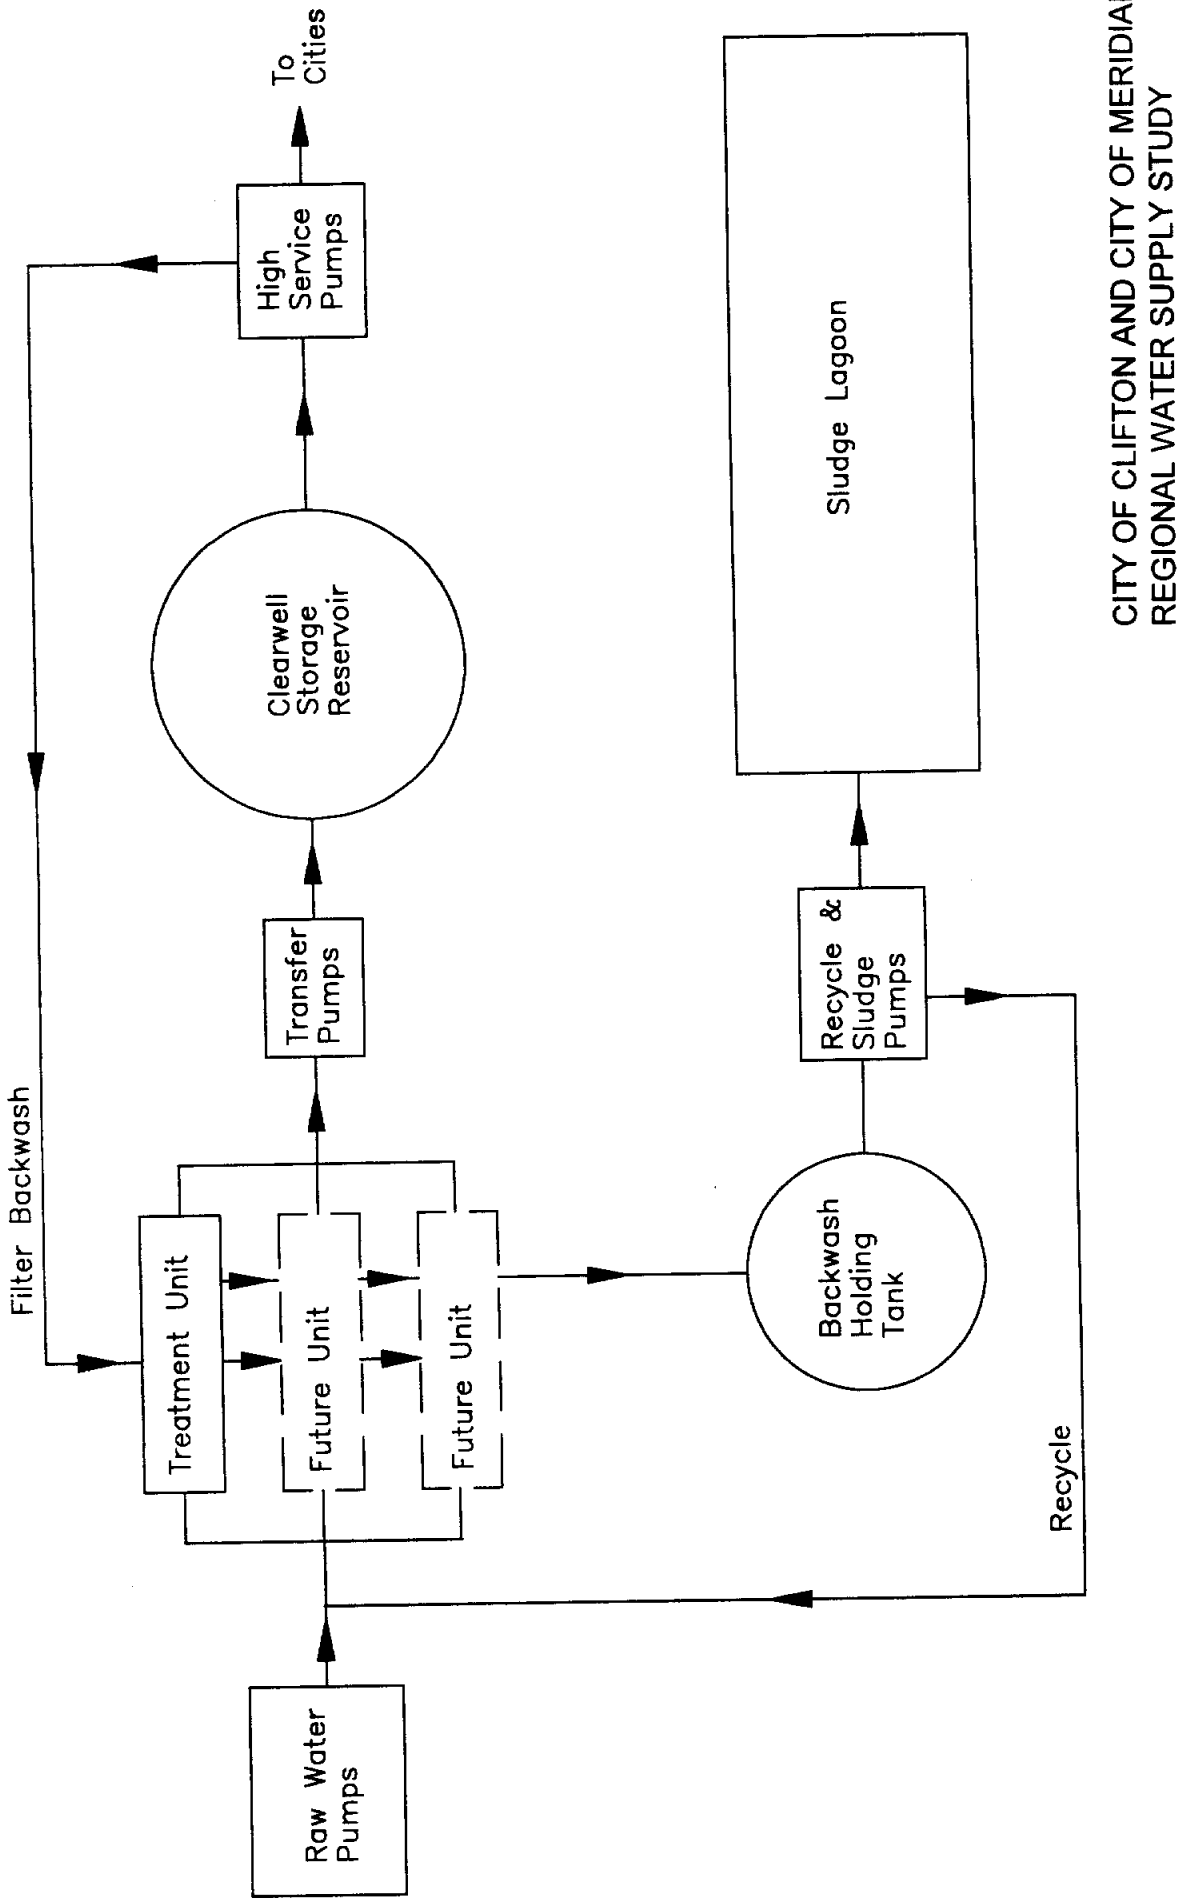 Filter Backwash
Raw Water
Pumps
Treatment Unit
Future Unit
Future Unit
Transfer
Pumps
Clearwell
Storage
Reservoir
High
Service
Pumps
To
Cities
Backwash
Holding
Tank
Recycle &
Sludge
Pumps
Sludge Lagoon
Recycle
CITY OF CLIFTON AND CITY OF MERIDIAN
REGIONAL WATER SUPPLY STUDY